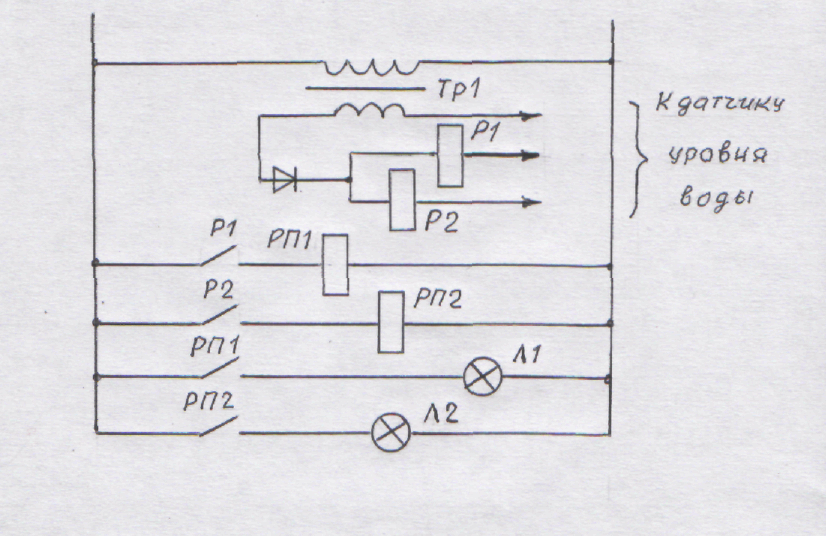 Тр1
К датчику
Р1
уровня
воды
Р2
Р1
РП1
Р2
РП2
РП1
Л1
РП2
Л2